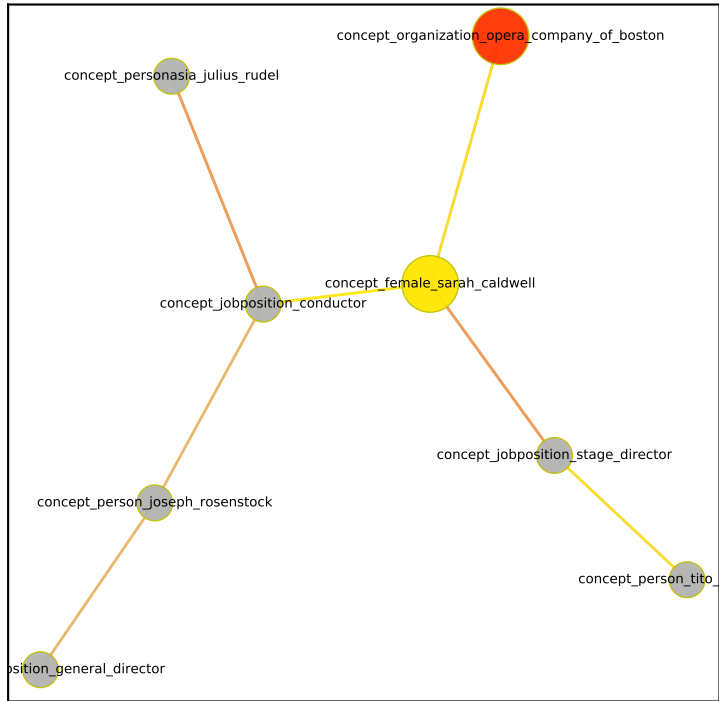 concept_organization_opera_company_of_boston
concept_personasia_julius_rudel
concept_female_sarah_caldwell
concept_jobposition_conductor
concept_jobposition_stage_director
concept_person_joseph_rosenstock
concept_person_tito_
osition_general_director